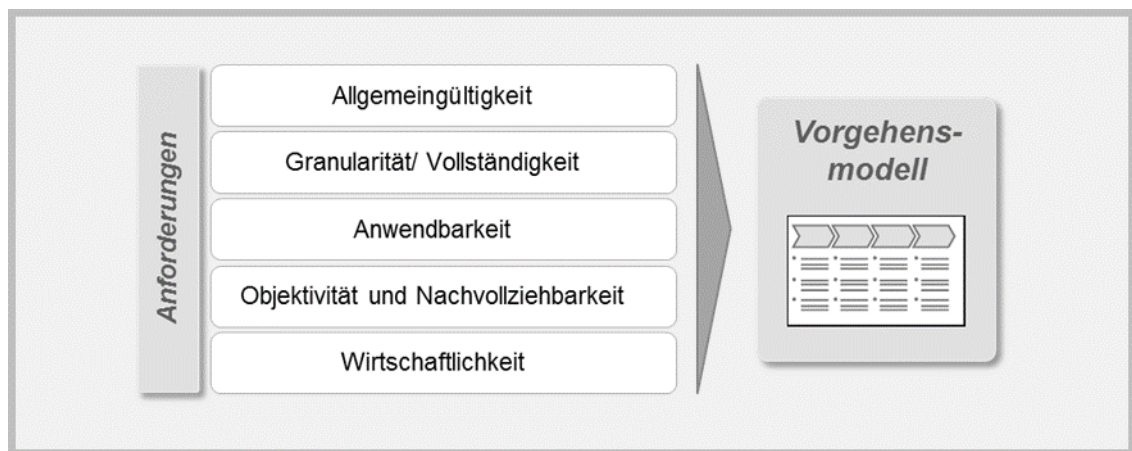 Anforderungen
Allgemeingültigkeit
Granularität/ Vollständigkeit
Anwendbarkeit
Objektivität und Nachvollziehbarkeit
Wirtschaftlichkeit
Vorgehens-
modell